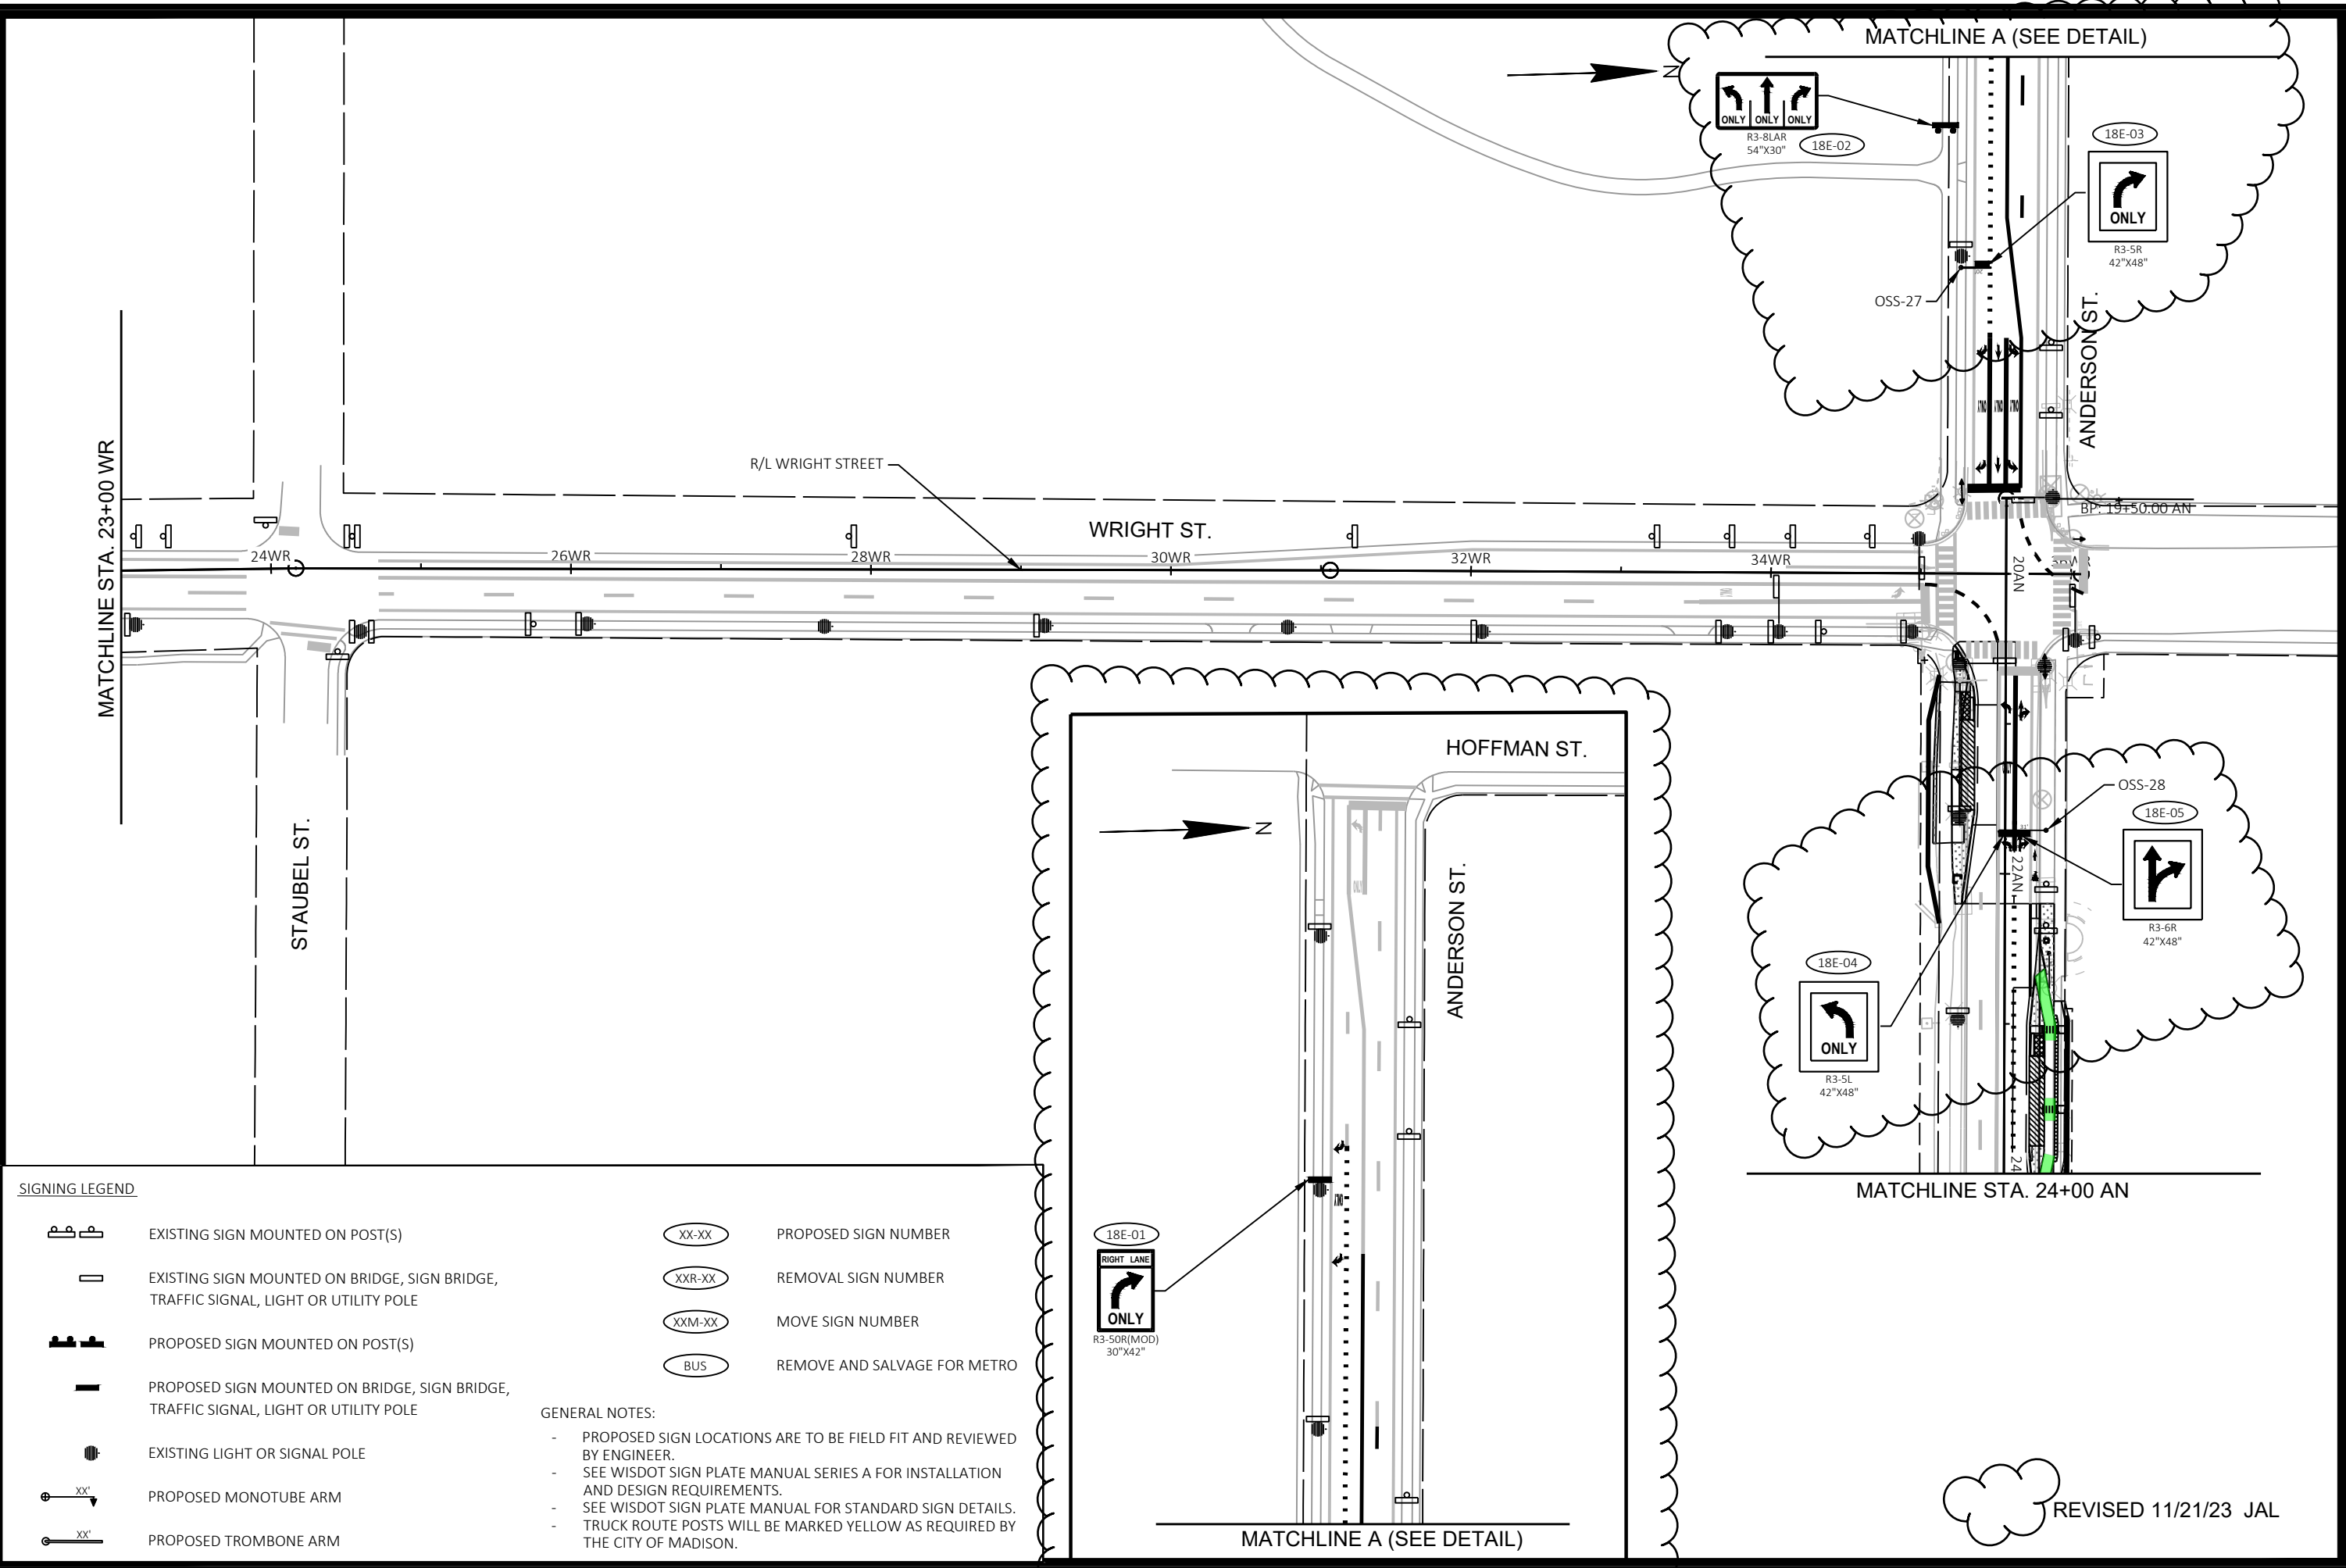 MATCHLINE A (SEE DETAIL)
N
ONLY ONLY ONLY
R3-8LAR
54"X30"
18E-02
18E-03
ONLY
R3-5R
42"X48"
OSS-27
ANDERSON ST.
ONLY ONLY ONLY
MATCHLINE STA. 23+00 WR
R/L WRIGHT STREET
WRIGHT ST.
BP: 19+50.00 AN
24WR
26WR
28WR
30WR
32WR
34WR
20AN
HOFFMAN ST.
N
ANDERSON ST.
ONLY
STAUBEL ST.
OSS-28
18E-05
R3-6R
42"X48"
22AN
18E-04
ONLY
R3-5L
42"X48"
24
MATCHLINE STA. 24+00 AN
18E-01
RIGHT LANE
ONLY
R3-50R(MOD)
30"X42"
ONLY
MATCHLINE A (SEE DETAIL)
SIGNING LEGEND
EXISTING SIGN MOUNTED ON POST(S)
EXISTING SIGN MOUNTED ON BRIDGE, SIGN BRIDGE,
TRAFFIC SIGNAL, LIGHT OR UTILITY POLE
PROPOSED SIGN MOUNTED ON POST(S)
PROPOSED SIGN MOUNTED ON BRIDGE, SIGN BRIDGE,
TRAFFIC SIGNAL, LIGHT OR UTILITY POLE
EXISTING LIGHT OR SIGNAL POLE
XX' PROPOSED MONOTUBE ARM
XX' PROPOSED TROMBONE ARM
XX-XX PROPOSED SIGN NUMBER
XXR-XX REMOVAL SIGN NUMBER
XXM-XX MOVE SIGN NUMBER
BUS REMOVE AND SALVAGE FOR METRO
GENERAL NOTES:
- PROPOSED SIGN LOCATIONS ARE TO BE FIELD FIT AND REVIEWED
BY ENGINEER.
- SEE WISDOT SIGN PLATE MANUAL SERIES A FOR INSTALLATION
AND DESIGN REQUIREMENTS.
- SEE WISDOT SIGN PLATE MANUAL FOR STANDARD SIGN DETAILS.
- TRUCK ROUTE POSTS WILL BE MARKED YELLOW AS REQUIRED BY
THE CITY OF MADISON.
REVISED 11/21/23 JAL